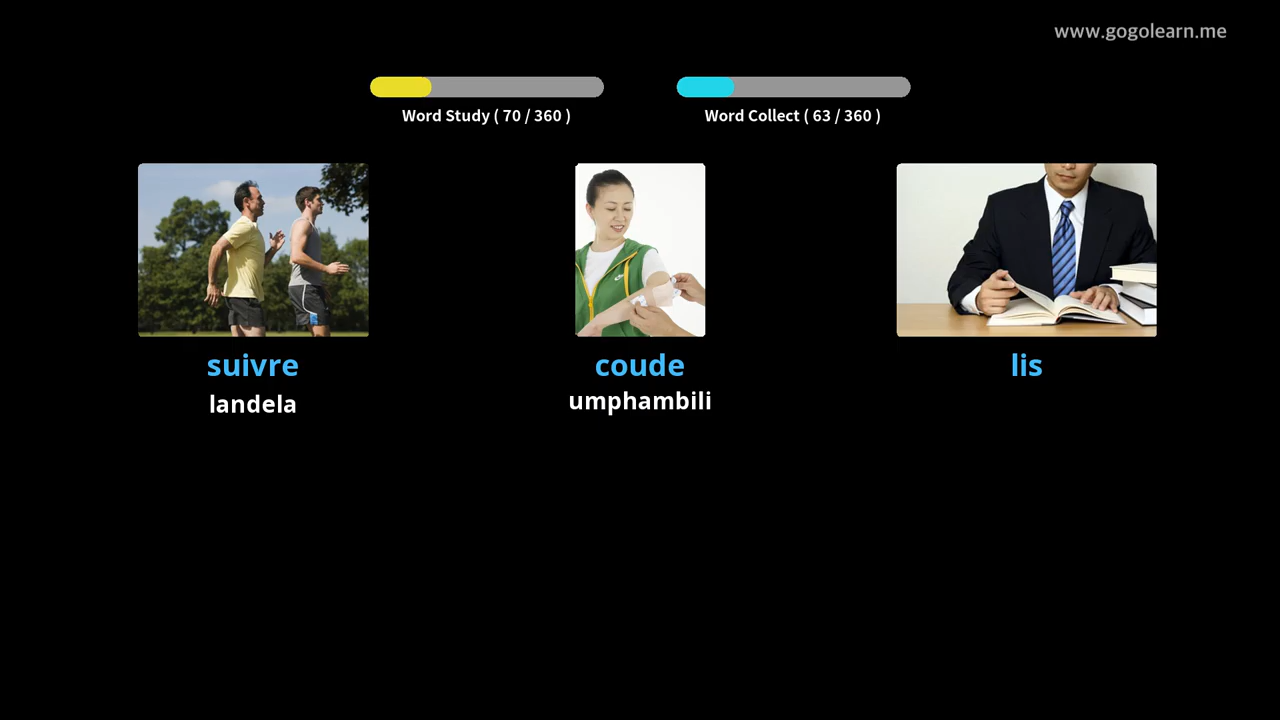 www.gogolearn.me
Word Study ( 70 / 360 )
Word Collect ( 63 / 360 )
suivre
landela
coude
umphambili
lis